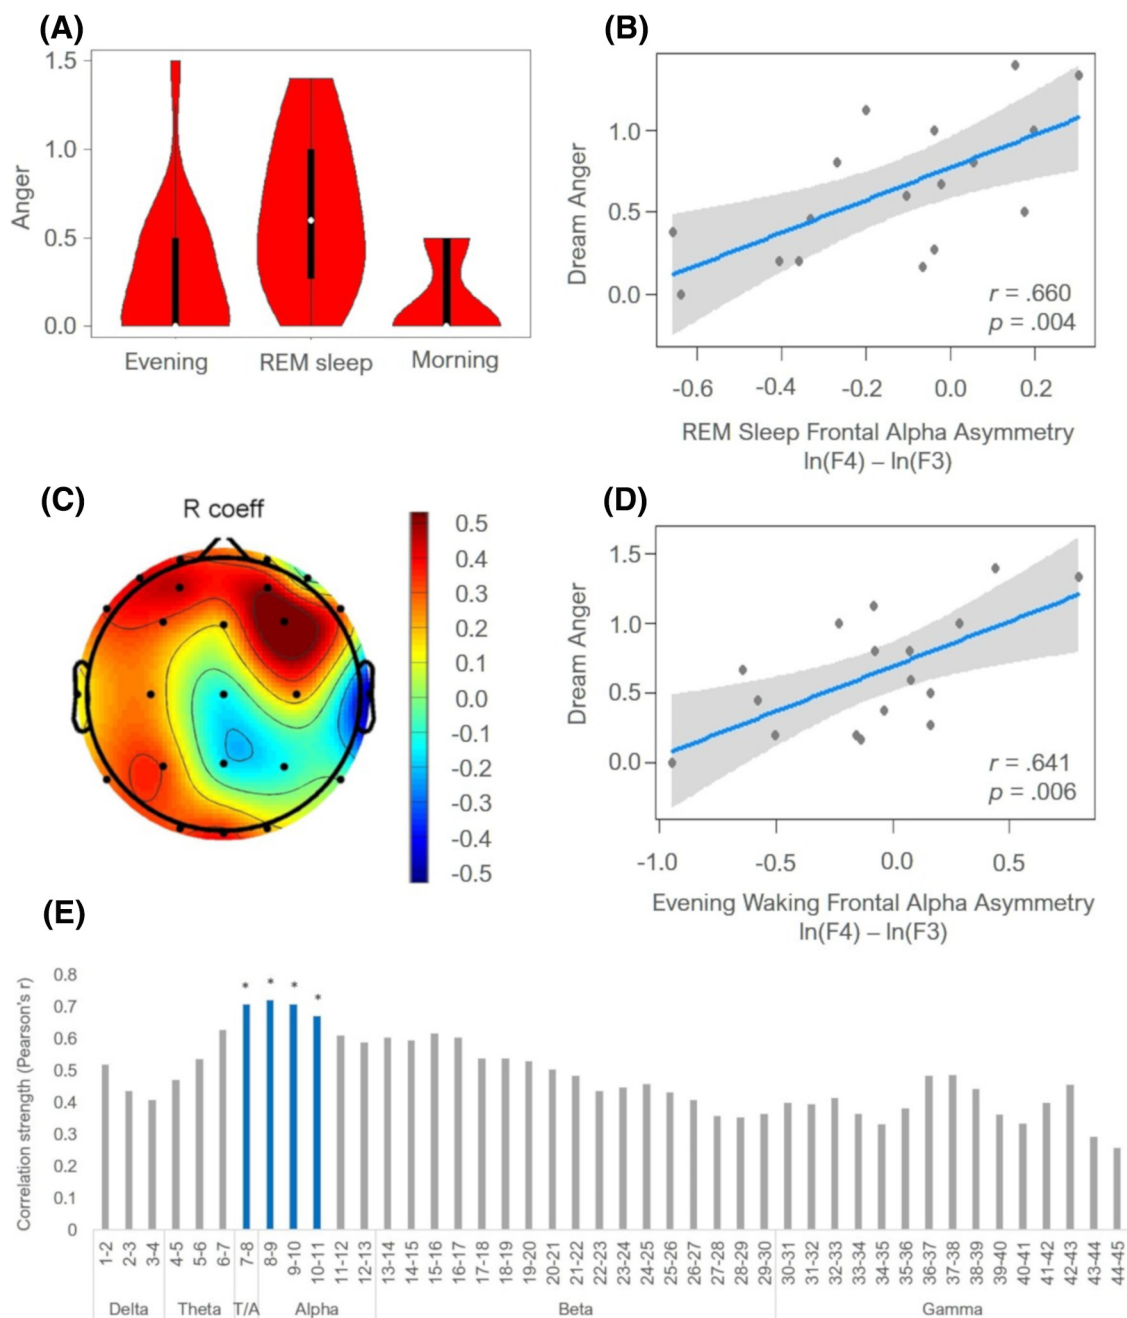 (A)
1.5
1.0
0.5
0.0
Anger
Evening REM sleep Morning
(B)
1.0
0.5
0.0
Dream Anger
r = .660
p = .004
-0.6 -0.4 -0.2 0.0 0.2
REM Sleep Frontal Alpha Asymmetry
ln(F4) – ln(F3)
(C)
R coeff
0.5
0.4
0.3
0.2
0.1
0.0
-0.1
-0.2
-0.3
-0.4
-0.5
(D)
1.5
1.0
0.5
0.0
Dream Anger
r = .641
p = .006
-1.0 -0.5 0.0 0.5
Evening Waking Frontal Alpha Asymmetry
ln(F4) – ln(F3)
(E)
Correlation strength (Pearson's r)
0.8
0.7
0.6
0.5
0.4
0.3
0.2
0.1
0
* * * *
1-2 2-3 3-4 4-5 5-6 6-7 7-8 8-9 9-10 10-11 11-12 12-13 13-14 14-15 15-16 16-17 17-18 18-19 19-20 20-21 21-22 22-23 23-24 24-25 25-26 26-27 27-28 28-29 29-30 30-31 31-32 32-33 33-34 34-35 35-36 36-37 37-38 38-39 39-40 40-41 41-42 42-43 43-44 44-45
Delta Theta T/A Alpha Beta Gamma